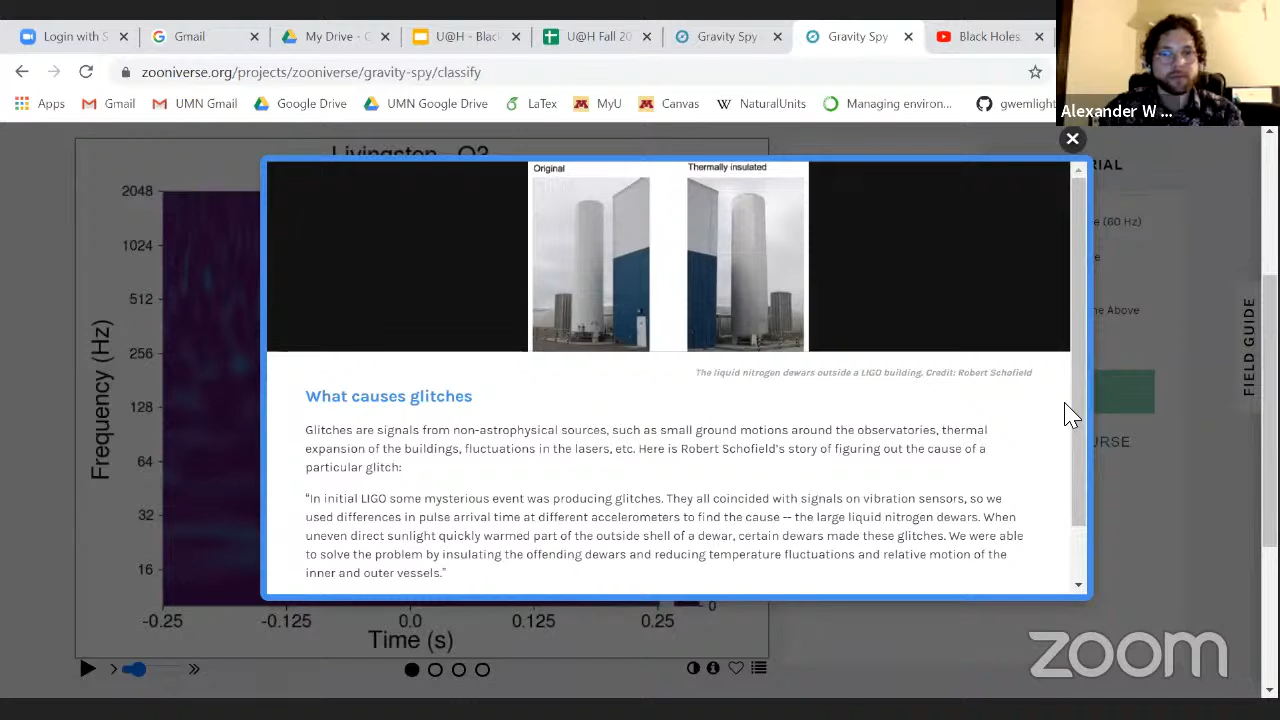 Login with S
Gmail
My Drive - C
U@H - Blac
U@H Fall 20
Gravity Spy
Gravity Spy
Black Holes
zooniverse.org/projects/zooniverse/gravity-spy/classify
Apps
Gmail
UMN Gmail
Google Drive
UMN Google Drive
LaTex
MyU
Canvas
NaturalUnits
Managing environ...
gwemlight
Alexander W ...
Livingston - O3
RIAL
2048
1024
512
256
128
64
32
16
Frequency (Hz)
-0.25
-0.125
0.0
0.125
0.25
0
Time (s)
Original
Thermally insulated
The liquid nitrogen dewars outside a LIGO building. Credit: Robert Schofield
What causes glitches
Glitches are signals from non-astrophysical sources, such as small ground motions around the observatories, thermal
expansion of the buildings, fluctuations in the lasers, etc. Here is Robert Schofield's story of figuring out the cause of a
particular glitch:
"In initial LIGO some mysterious event was producing glitches. They all coincided with signals on vibration sensors, so we
used differences in pulse arrival time at different accelerometers to find the cause -- the large liquid nitrogen dewars. When
uneven direct sunlight quickly warmed part of the outside shell of a dewar, certain dewars made these glitches. We were able
to solve the problem by insulating the offending dewars and reducing temperature fluctuations and relative motion of the
inner and outer vessels."
e (60 Hz)
e
ne Above
URSE
FIELD GUIDE
zoom